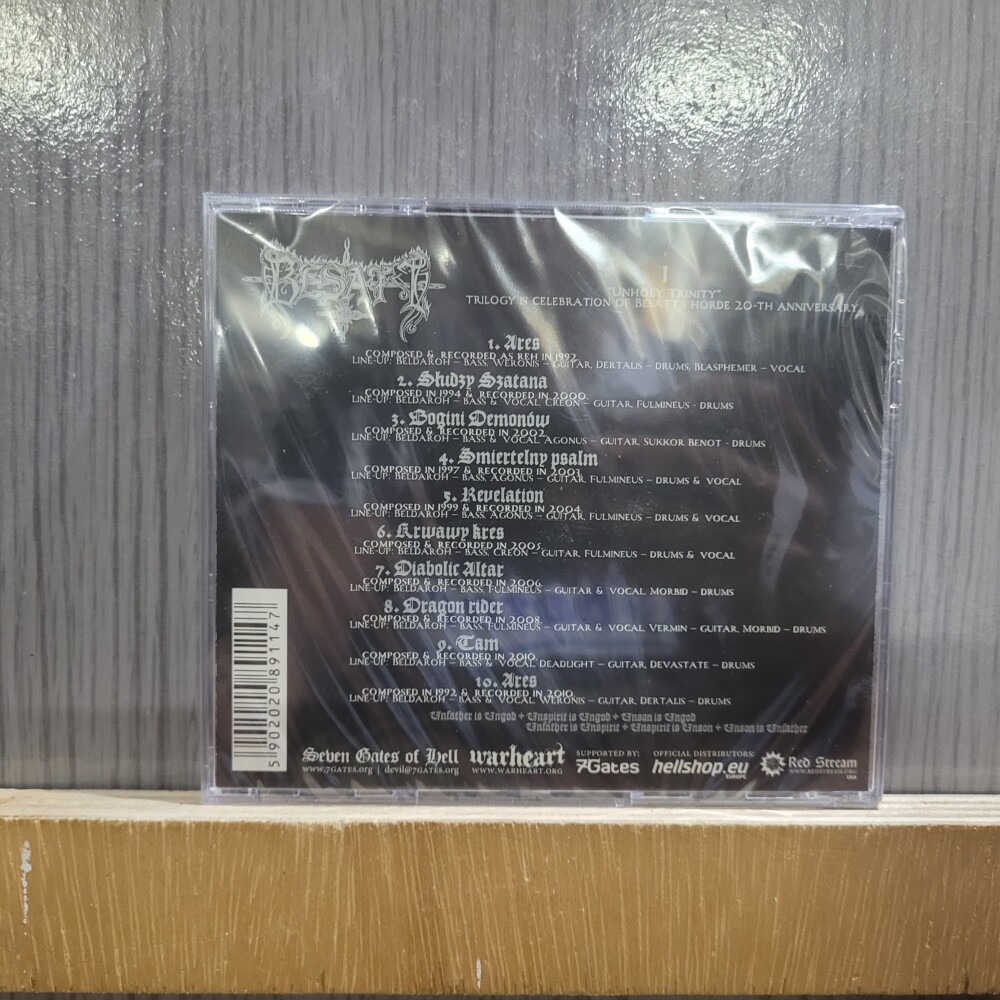 BESATT
I
"UNHOLY TRINITY"
TRILOGY IS CELEBRATION OF BESATT'S HORDE 20-TH ANNIVERSARY
1. Ares
COMPOSED & RECORDED AS REH IN 1992
LINE-UP: BELDAROH – BASS, WERONIS – GUITAR, DERTALIS – DRUMS, BLASPHEMER – VOCAL
2. Słudzy Szatana
COMPOSED IN 1994 & RECORDED IN 2000
LINE-UP: BELDAROH – BASS & VOCAL, CREON – GUITAR, FULMINEUS - DRUMS
3. Bogini Demonów
COMPOSED & RECORDED IN 2002
LINE-UP: BELDAROH – BASS & VOCAL, AGONUS – GUITAR, SUKKOR BENOT - DRUMS
4. Śmiertelny psalm
COMPOSED IN 1997 & RECORDED IN 2003
LINE-UP: BELDAROH – BASS, AGONUS – GUITAR, FULMINEUS – DRUMS & VOCAL
5. Revelation
COMPOSED IN 1999 & RECORDED IN 2004
LINE-UP: BELDAROH – BASS, AGONUS – GUITAR, FULMINEUS – DRUMS & VOCAL
6. Krwawy kres
COMPOSED & RECORDED IN 2005
LINE-UP: BELDAROH – BASS, CREON – GUITAR, FULMINEUS – DRUMS & VOCAL
7. Diabolic Altar
COMPOSED & RECORDED IN 2006
LINE-UP: BELDAROH – BASS, FULMINEUS – GUITAR & VOCAL, MORBID – DRUMS
8. Dragon rider
COMPOSED & RECORDED IN 2008
LINE-UP: BELDAROH – BASS, FULMINEUS – GUITAR & VOCAL, VERMIN – GUITAR, MORBID – DRUMS
9. Tam
COMPOSED & RECORDED IN 2010
LINE-UP: BELDAROH – BASS & VOCAL, DEADLIGHT – GUITAR, DEVASTATE – DRUMS
10. Ares
COMPOSED IN 1992 & RECORDED IN 2010
LINE-UP: BELDAROH – BASS & VOCAL, WERONIS – GUITAR, DERTALIS – DRUMS
Unfather is Ungod + Unspirit is Ungod + Unson is Ungod
Unfather is Unspirit + Unspirit is Unson + Unson is Unfather
5 902020 891147
Seven Gates of Hell
WWW.7GATES.ORG | DEVIL@7GATES.ORG
warheart
WWW.WARHEART.ORG
SUPPORTED BY:
7Gates
OFFICIAL DISTRIBUTORS:
hellshop.eu
EUROPE
Red Stream
WWW.REDSTREAM.ORG
USA